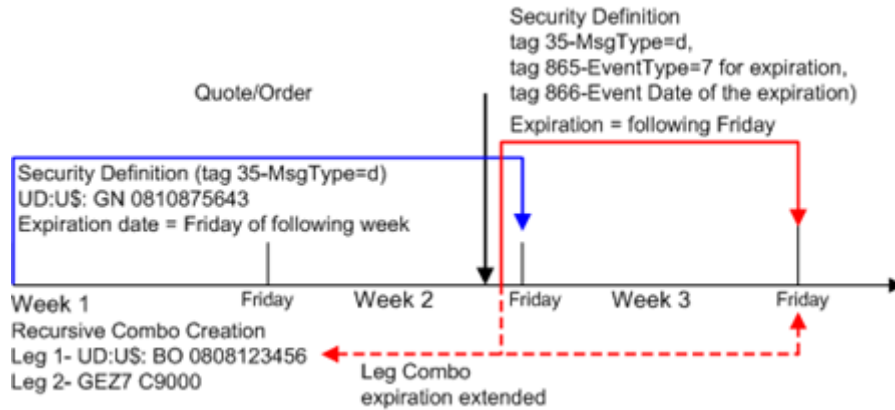 Security Definition
tag 35-MsgType=d,
tag 865-EventType=7 for expiration,
tag 866-Event Date of the expiration)
Quote/Order
Expiration = following Friday
Security Definition (tag 35-MsgType=d)
UD:U$: GN 0810875643
Expiration date = Friday of following week
Week 1
Friday
Week 2
Friday
Week 3
Friday
Recursive Combo Creation
Leg 1- UD:U$: BO 0808123456
Leg 2- GEZ7 C9000
Leg Combo
expiration extended